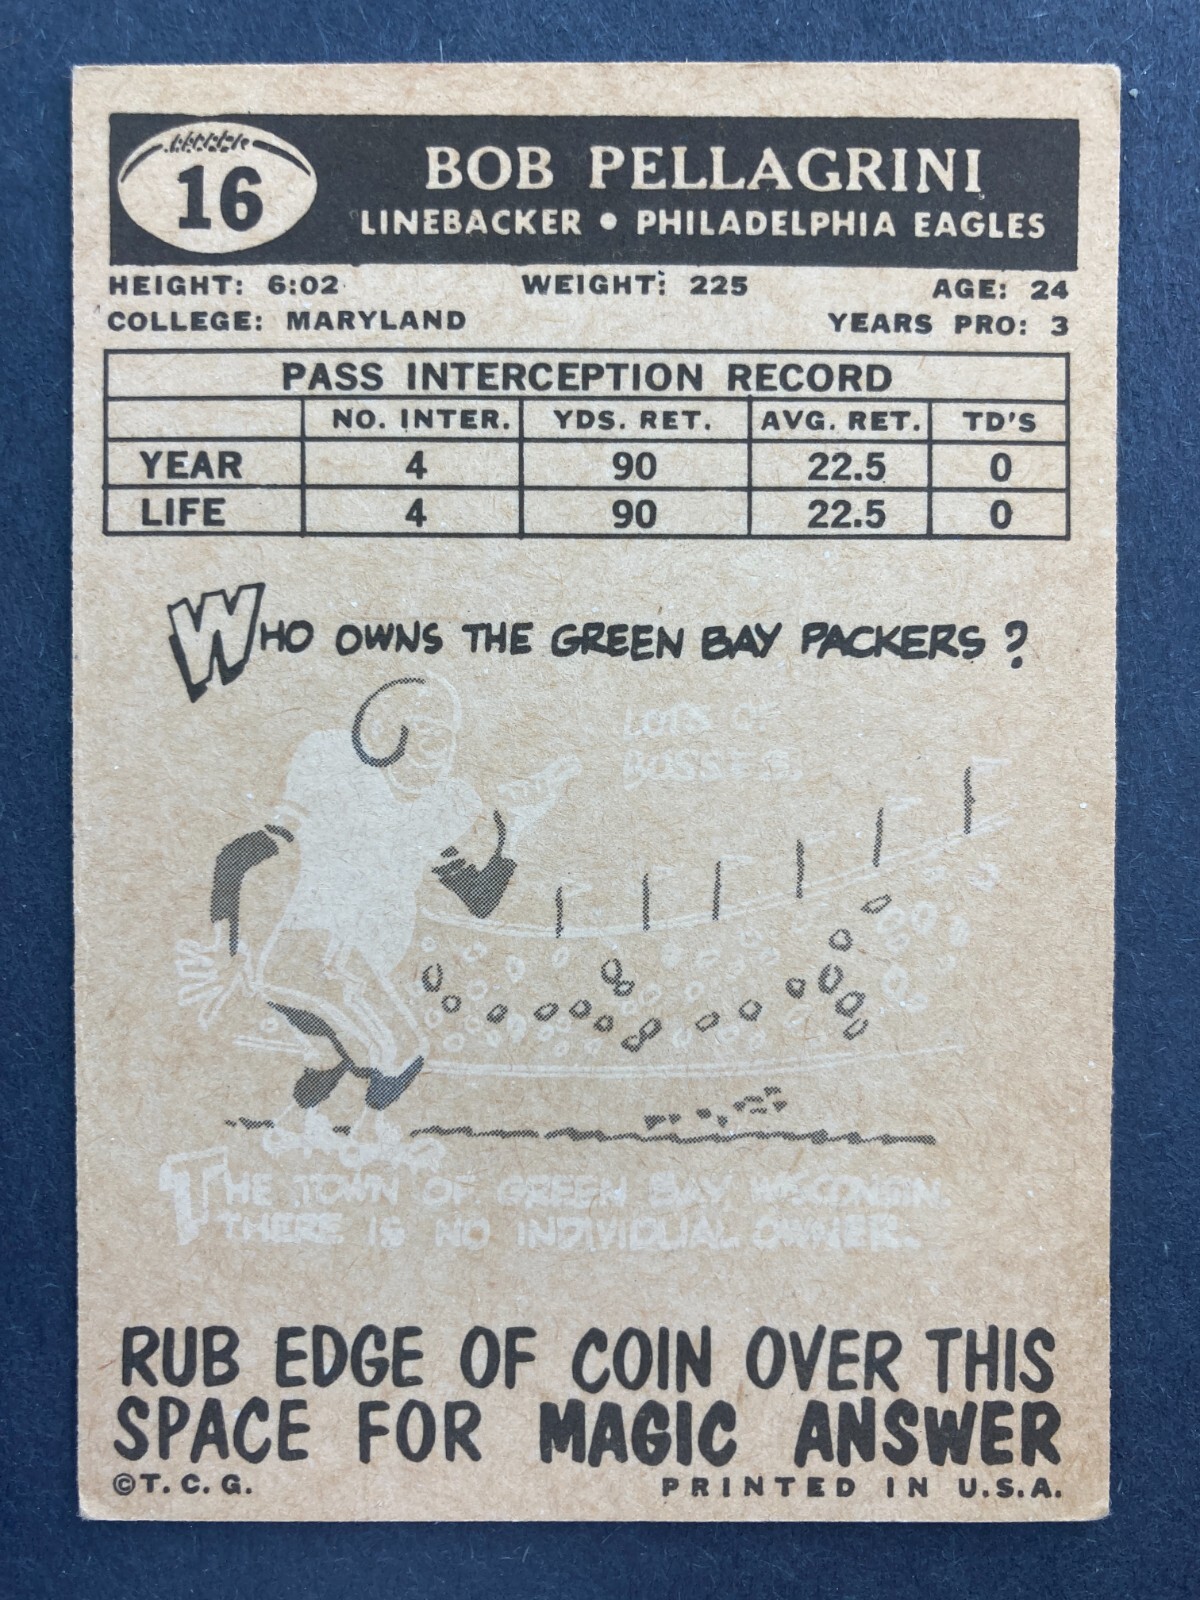 16
BOB PELLAGRINI
LINEBACKER • PHILADELPHIA EAGLES
HEIGHT: 6:02 WEIGHT: 225 AGE: 24
COLLEGE: MARYLAND YEARS PRO: 3
PASS INTERCEPTION RECORD
NO. INTER. YDS. RET. AVG. RET. TD'S
YEAR 4 90 22.5 0
LIFE 4 90 22.5 0
WHO OWNS THE GREEN BAY PACKERS?
LOTS OF
BOSSES.
THE TOWN OF GREEN BAY WISCONSIN.
THERE IS NO INDIVIDUAL OWNER.
RUB EDGE OF COIN OVER THIS
SPACE FOR MAGIC ANSWER
©T. C. G. PRINTED IN U.S.A.